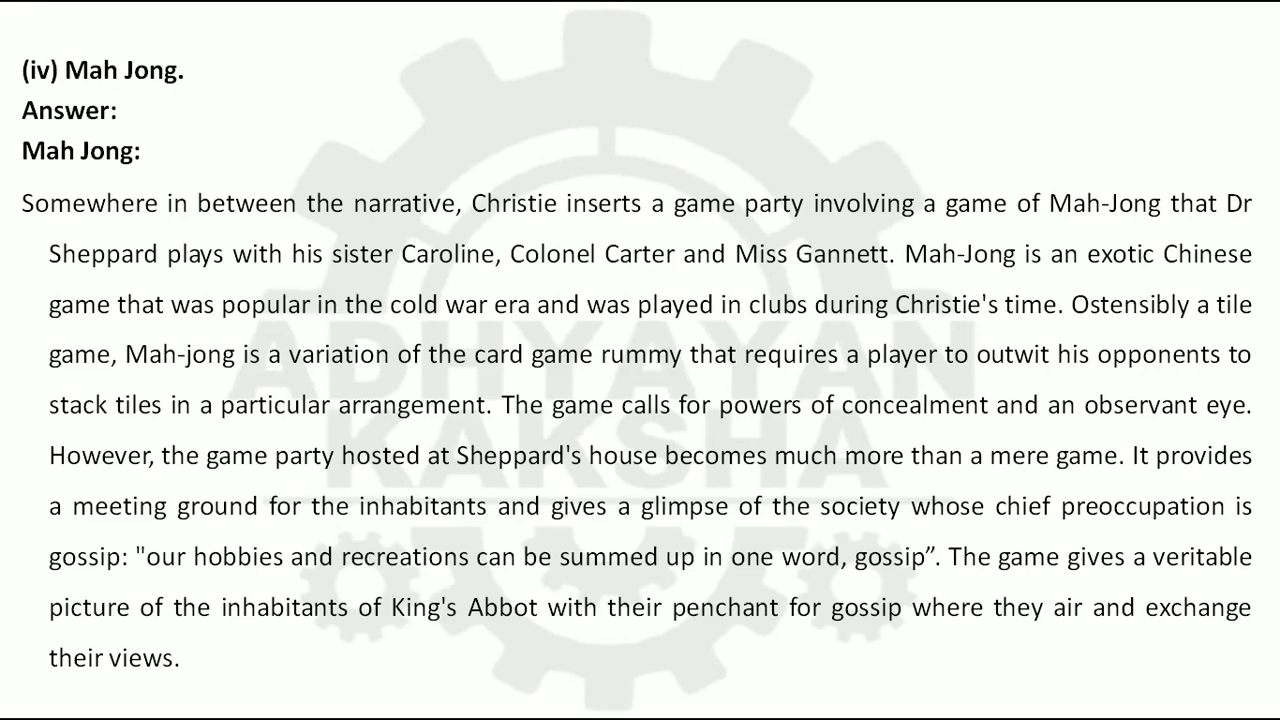 (iv) Mah Jong.
Answer:
Mah Jong:
Somewhere in between the narrative, Christie inserts a game party involving a game of Mah-Jong that Dr
Sheppard plays with his sister Caroline, Colonel Carter and Miss Gannett. Mah-Jong is an exotic Chinese
game that was popular in the cold war era and was played in clubs during Christie's time. Ostensibly a tile
game, Mah-jong is a variation of the card game rummy that requires a player to outwit his opponents to
stack tiles in a particular arrangement. The game calls for powers of concealment and an observant eye.
However, the game party hosted at Sheppard's house becomes much more than a mere game. It provides
a meeting ground for the inhabitants and gives a glimpse of the society whose chief preoccupation is
gossip: "our hobbies and recreations can be summed up in one word, gossip”. The game gives a veritable
picture of the inhabitants of King's Abbot with their penchant for gossip where they air and exchange
their views.
ADHYAYAN
KAKSHA